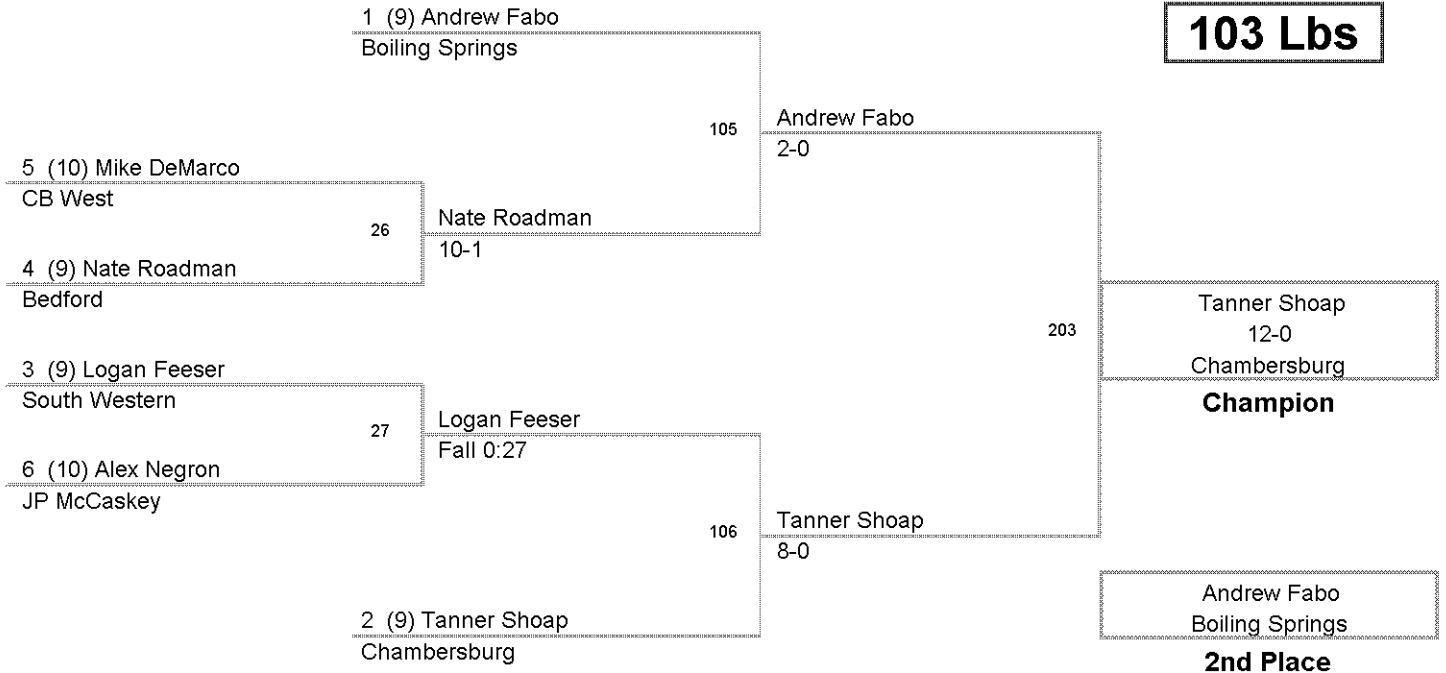 1 (9) Andrew Fabo
Boiling Springs
103 Lbs
105
Andrew Fabo
2-0
5 (10) Mike DeMarco
CB West
26
Nate Roadman
10-1
4 (9) Nate Roadman
Bedford
203
Tanner Shoap
12-0
Chambersburg
Champion
3 (9) Logan Feeser
South Western
27
Logan Feeser
Fall 0:27
6 (10) Alex Negron
JP McCaskey
106
Tanner Shoap
8-0
2 (9) Tanner Shoap
Chambersburg
Andrew Fabo
Boiling Springs
2nd Place